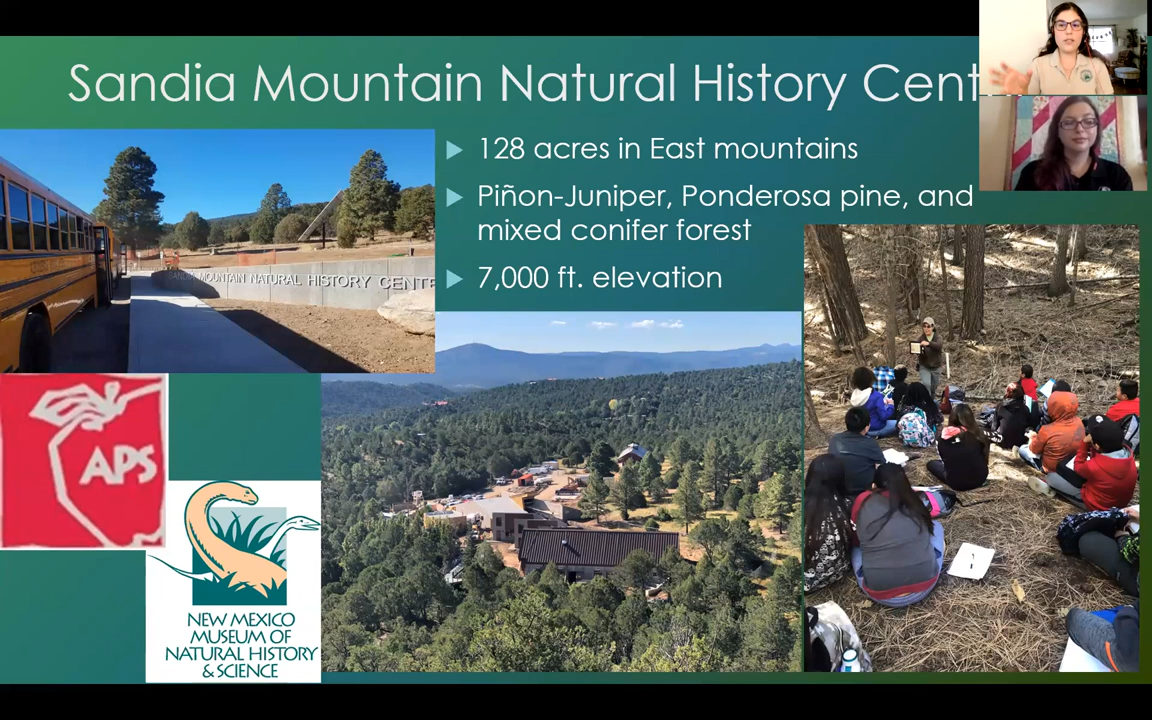 Sandia Mountain Natural History Cent
128 acres in East mountains
Piñon-Juniper, Ponderosa pine, and
mixed conifer forest
7,000 ft. elevation
SANDIA MOUNTAIN NATURAL HISTORY CENTE
APS
NEW MEXICO
MUSEUM OF
NATURAL HISTORY
& SCIENCE